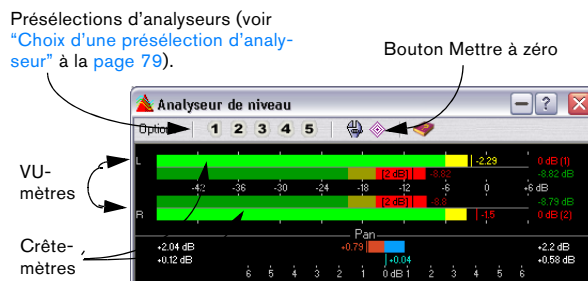 Présélections d'analyseurs (voir
"Choix d'une présélection d'analy-
seur" à la page 79).
Bouton Mettre à zéro
Analyseur de niveau
Option
1 2 3 4 5
VU-
mètres
L -2.29 0 dB (1)
[2 dB] -8.82 -8.82 dB
-42 -36 -30 -24 -18 -12 -6 0 +6 dB
[2 dB] -9.8 -8.79 dB
R -1.5 0 dB (2)
Pan
Crête-
mètres
+2.04 dB +0.79 +2.2 dB
+0.12 dB +0.04 +0.58 dB
6 5 4 3 2 1 0 dB 1 2 3 4 5 6